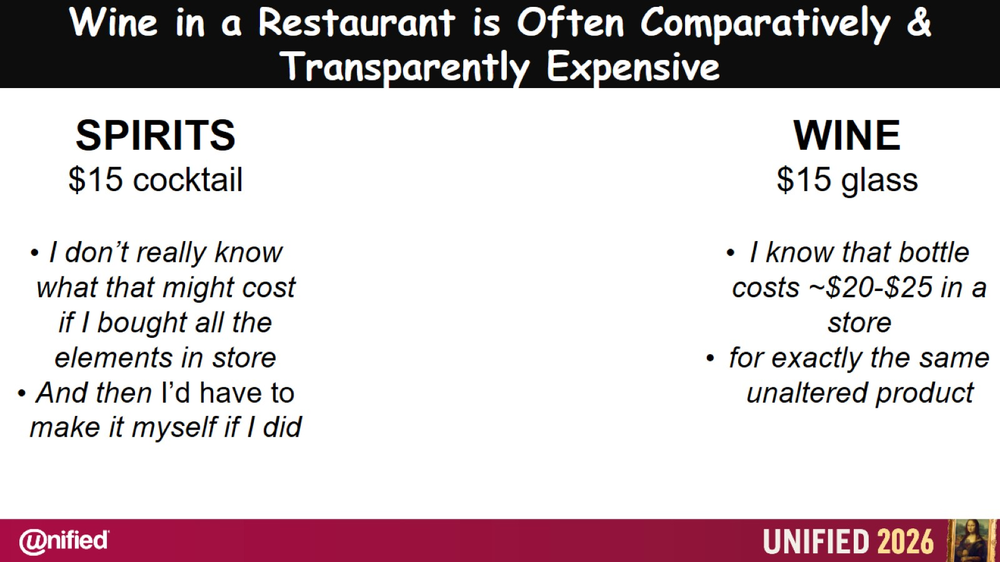 Wine in a Restaurant is Often Comparatively &
Transparently Expensive
SPIRITS
$15 cocktail
• I don’t really know
what that might cost
if I bought all the
elements in store
• And then I’d have to
make it myself if I did
WINE
$15 glass
• I know that bottle
costs ~$20-$25 in a
store
• for exactly the same
unaltered product
unified
UNIFIED 2026